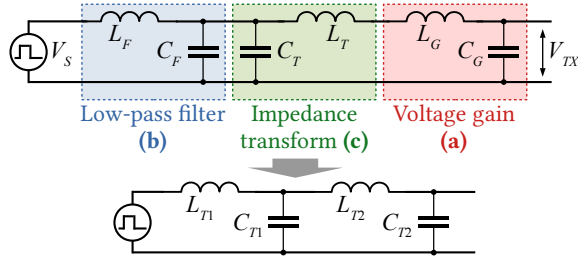 V_S L_F C_F C_T L_T L_G C_G V_TX
Low-pass filter
(b)
Impedance
transform (c)
Voltage gain
(a)
L_T1 C_T1 L_T2 C_T2